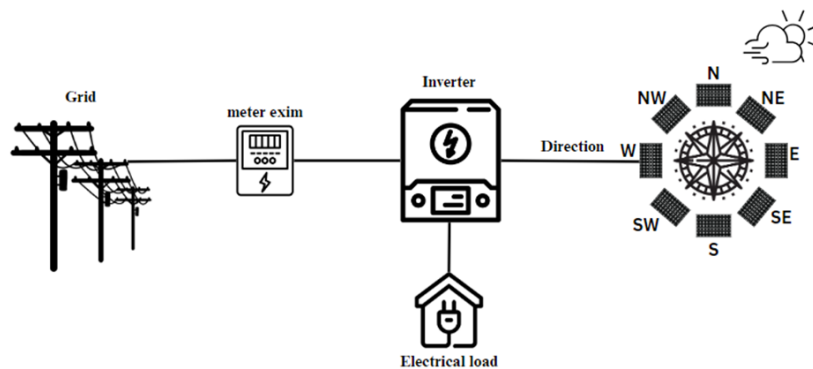 Grid
meter exim
Inverter
Direction
N
NW
NE
W
E
SW
SE
S
Electrical load